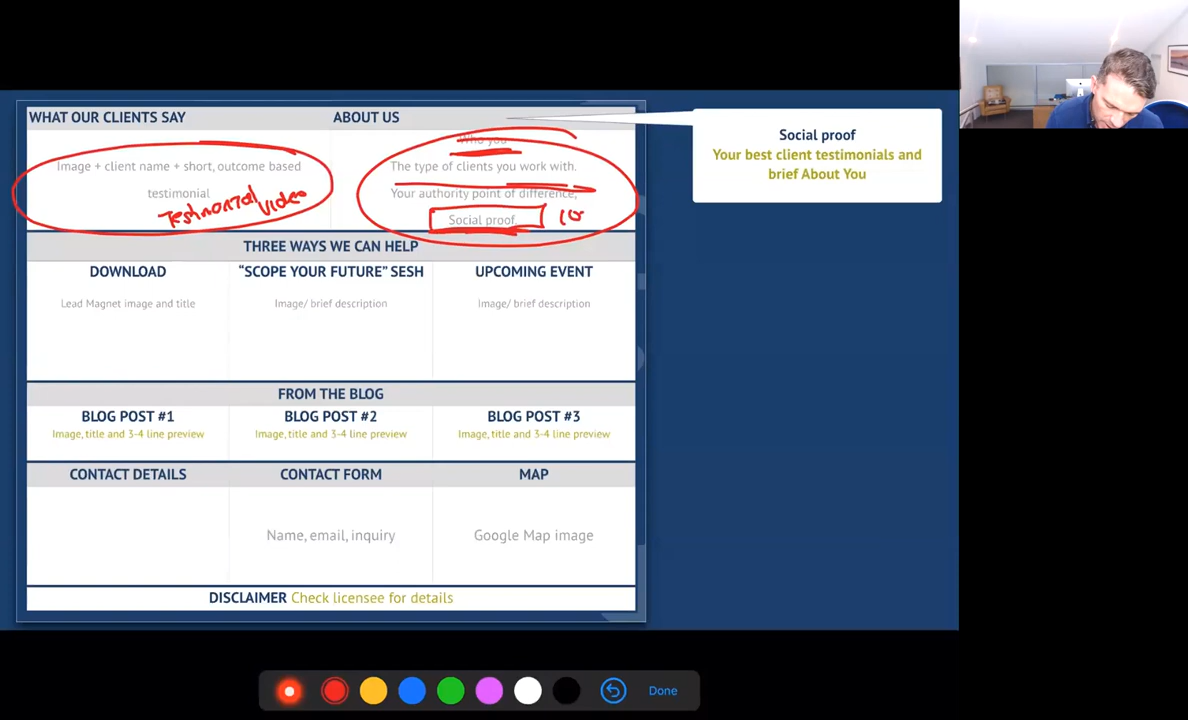 WHAT OUR CLIENTS SAY
ABOUT US
Image + client name + short, outcome based
testimonial
Testimonial video
Who you
The type of clients you work with.
Your authority point of difference,
Social proof.
Social proof
Your best client testimonials and
brief About You
THREE WAYS WE CAN HELP
DOWNLOAD
“SCOPE YOUR FUTURE” SESH
UPCOMING EVENT
Lead Magnet image and title
Image/ brief description
Image/ brief description
FROM THE BLOG
BLOG POST #1
BLOG POST #2
BLOG POST #3
Image, title and 3-4 line preview
Image, title and 3-4 line preview
Image, title and 3-4 line preview
CONTACT DETAILS
CONTACT FORM
MAP
Name, email, inquiry
Google Map image
DISCLAIMER Check licensee for details
Done